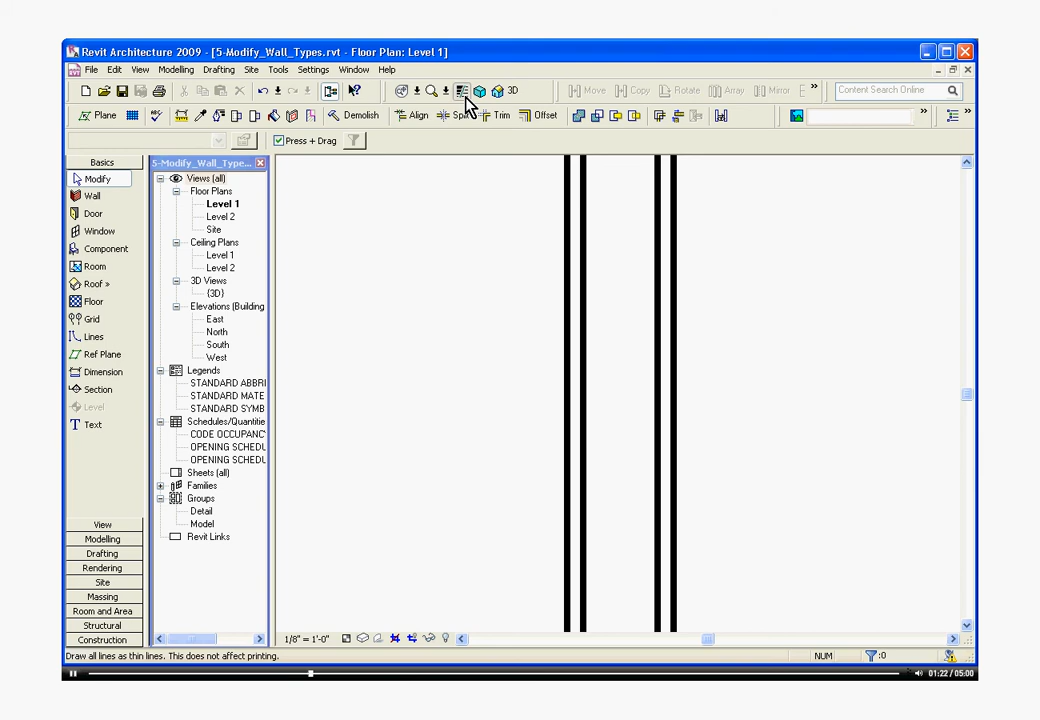 Revit Architecture 2009 - [5-Modify_Wall_Types.rvt - Floor Plan: Level 1]
File Edit View Modelling Drafting Site Tools Settings Window Help
3D Move Copy Rotate Array Mirror » Content Search Online
Plane Demolish Align Trim Offset
Press + Drag
Basics
Modify
Wall
Door
Window
Component
Room
Roof »
Floor
Grid
Lines
Ref Plane
Dimension
Section
Level
Text
View
Modelling
Drafting
Rendering
Site
Massing
Room and Area
Structural
Construction
5-Modify_Wall_Type...
Views (all)
Floor Plans
Level 1
Level 2
Site
Ceiling Plans
Level 1
Level 2
3D Views
{3D}
Elevations (Building
East
North
South
West
Legends
STANDARD ABBRI
STANDARD MATE
STANDARD SYMB
Schedules/Quantitie
CODE OCCUPANC
OPENING SCHEDU
OPENING SCHEDU
Sheets (all)
Families
Groups
Detail
Model
Revit Links
1/8" = 1'-0"
Draw all lines as thin lines. This does not affect printing.
NUM :0
01:22 / 05:00